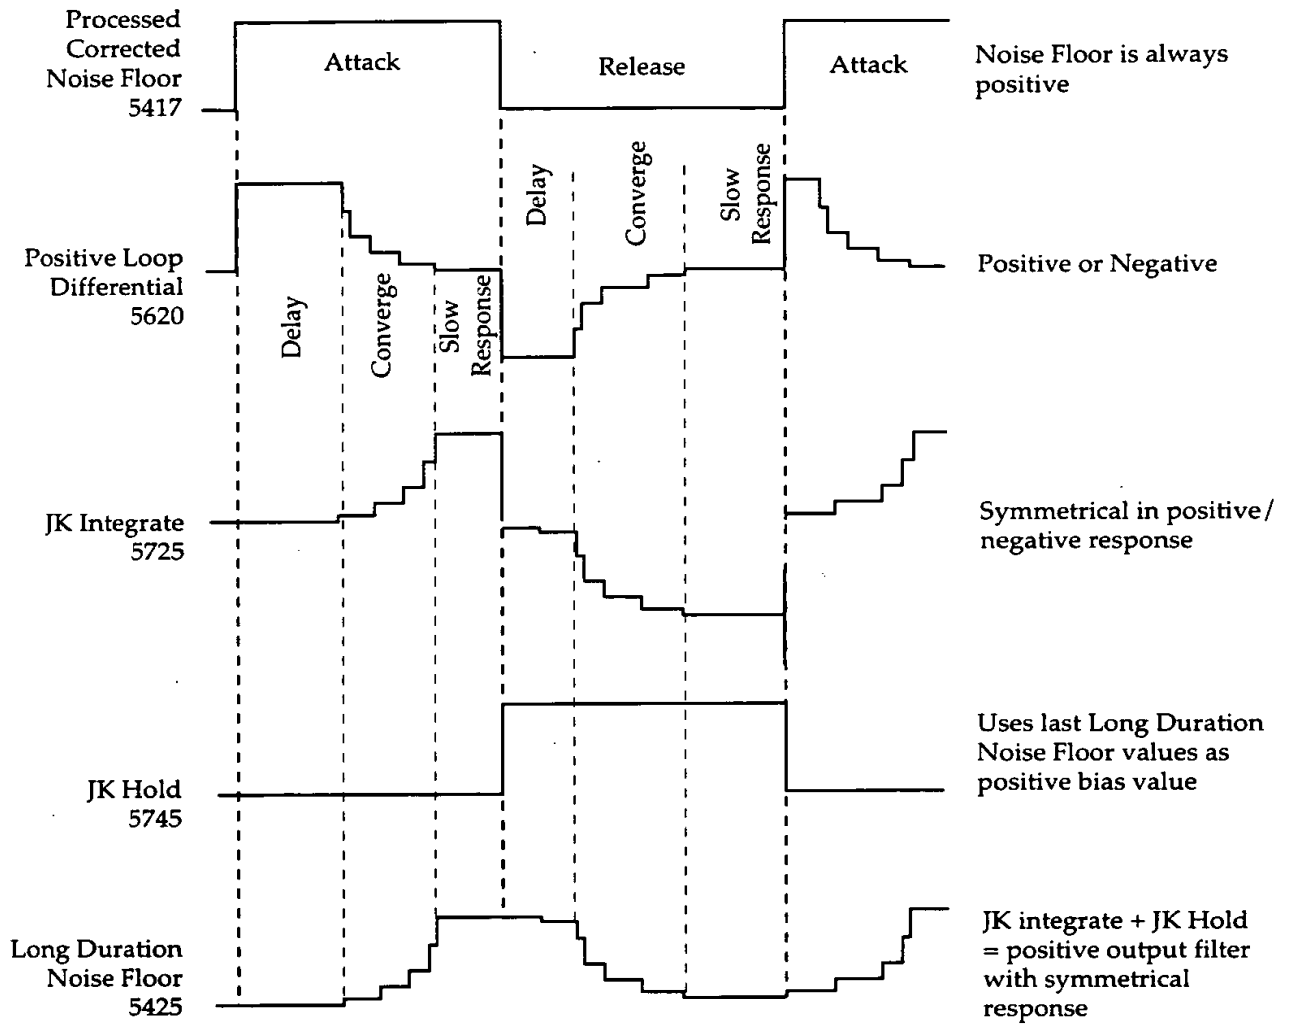 Processed
Corrected
Noise Floor
5417
Attack
Release
Attack
Noise Floor is always
positive
Positive Loop
Differential
5620
Delay
Converge
Slow
Response
Delay
Converge
Slow
Response
Positive or Negative
JK Integrate
5725
Symmetrical in positive/
negative response
JK Hold
5745
Uses last Long Duration
Noise Floor values as
positive bias value
Long Duration
Noise Floor
5425
JK integrate + JK Hold
= positive output filter
with symmetrical
response